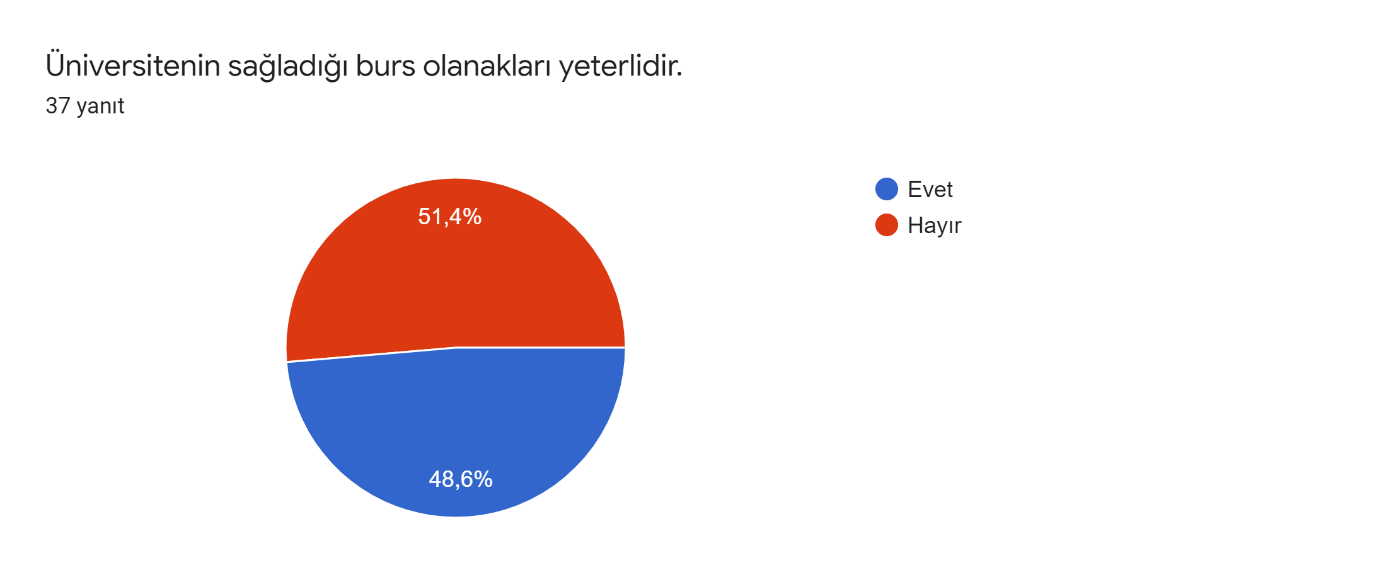 Üniversitenin sağladığı burs olanakları yeterlidir.
37 yanıt
Evet
Hayır
51,4%
48,6%